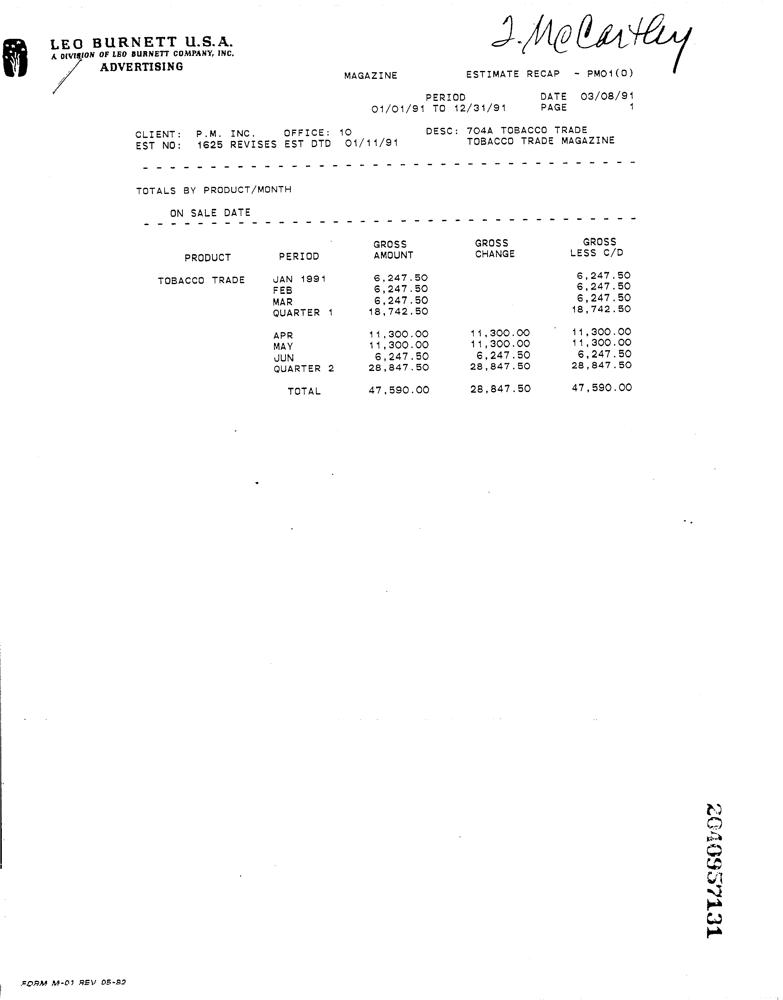 J. McCarthy
LEO BURNETT U.S.A.
A DIVISION OF LEO BURNETT COMPANY, INC.
ADVERTISING
MAGAZINE ESTIMATE RECAP - PM01(0)
PERIOD DATE 03/08/91
01/01/91 TO 12/31/91 PAGE 1
CLIENT: P.M. INC. OFFICE: 10 DESC: 704A TOBACCO TRADE
EST NO: 1625 REVISES EST DTD 01/11/91 TOBACCO TRADE MAGAZINE
- - - - - - - - - - - - - - - - - - - - - - - - - - - - - - - - - - - - -
TOTALS BY PRODUCT/MONTH
ON SALE DATE
- - - - - - - - - - - - - - - - - - - - - - - - - - - - - - - - - - - - -
GROSS GROSS GROSS
PRODUCT PERIOD AMOUNT CHANGE LESS C/D
TOBACCO TRADE JAN 1991 6,247.50 6,247.50
FEB 6,247.50 6,247.50
MAR 6,247.50 6,247.50
QUARTER 1 18,742.50 18,742.50
APR 11,300.00 11,300.00 11,300.00
MAY 11,300.00 11,300.00 11,300.00
JUN 6,247.50 6,247.50 6,247.50
QUARTER 2 28,847.50 28,847.50 28,847.50
TOTAL 47,590.00 28,847.50 47,590.00
2040957131
FORM M-01 REV 05-82